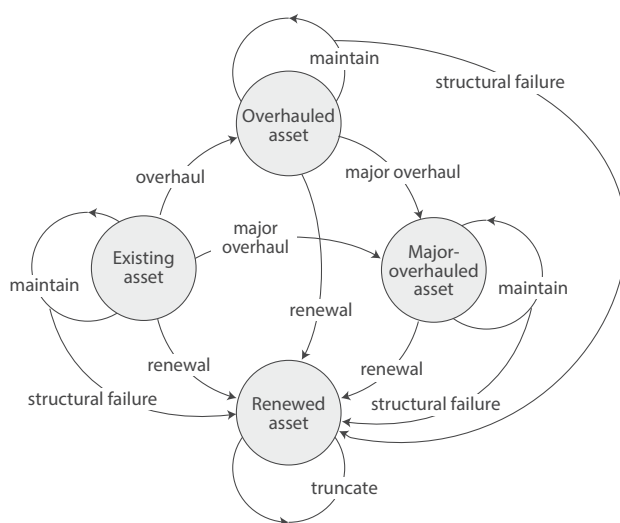 maintain
structural failure
Overhauled
asset
overhaul
major overhaul
major
overhaul
Existing
asset
Major-
overhauled
asset
maintain
maintain
renewal
renewal
renewal
structural failure
Renewed
asset
structural failure
truncate